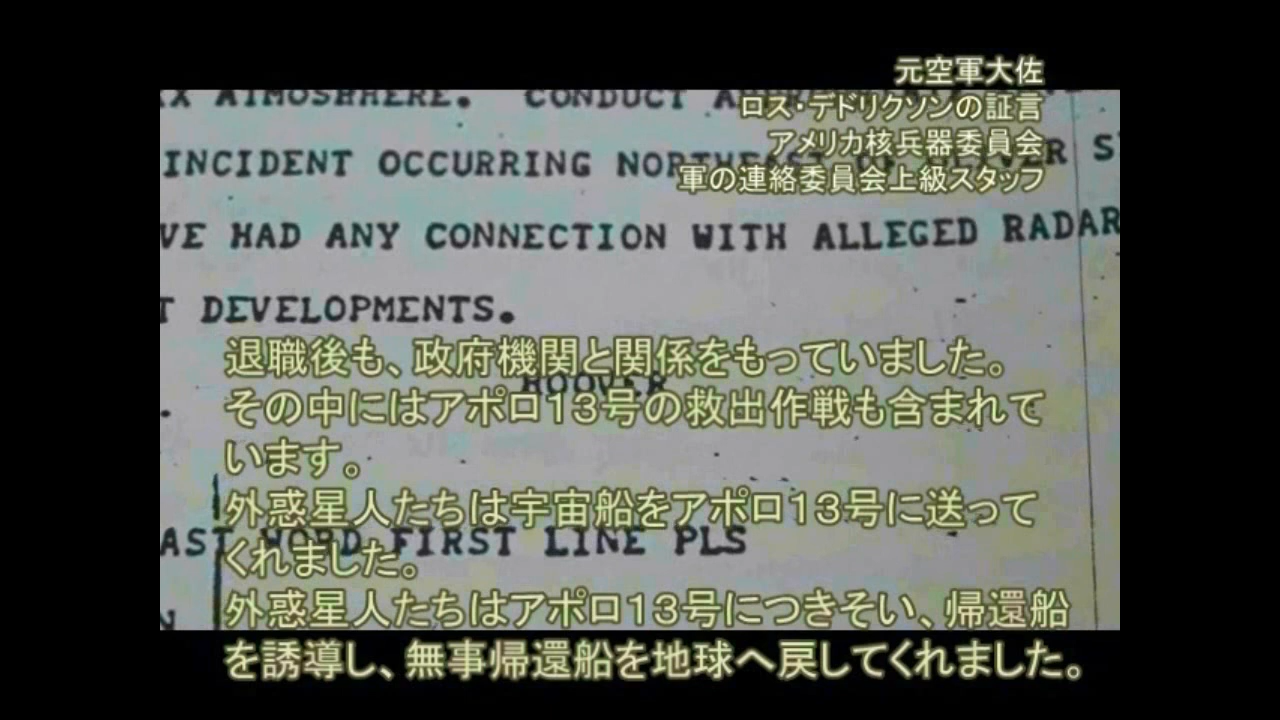 元空軍大佐
ATMOSHHERE. CONDUCT
ロス・デドリクソンの証言
アメリカ核兵器委員会
INCIDENT OCCURRING NORTHEAST OF
軍の連絡委員会上級スタッフ
VE HAD ANY CONNECTION WITH ALLEGED RADAR
T DEVELOPMENTS.
退職後も、政府機関と関係をもっていました。
HOOVER
その中にはアポロ13号の救出作戦も含まれて
います。
外惑星人たちは宇宙船をアポロ13号に送って
AST WORD FIRST LINE PLS
くれました。
外惑星人たちはアポロ13号につきそい、帰還船
を誘導し、無事帰還船を地球へ戻してくれました。